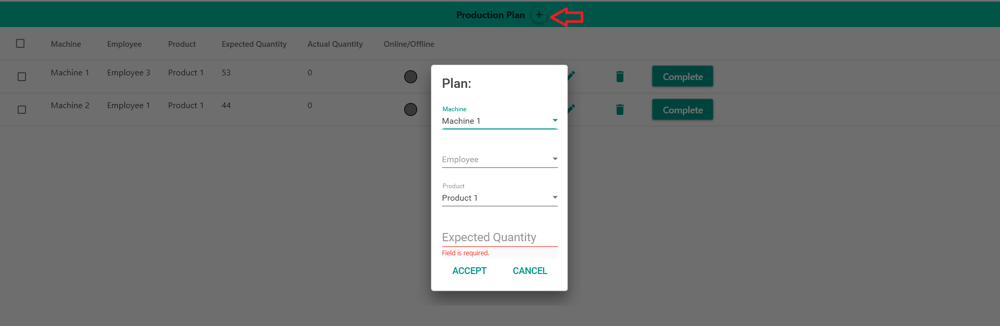 Production Plan +
Machine Employee Product Expected Quantity Actual Quantity Online/Offline
Machine 1 Employee 3 Product 1 53 0 Complete
Machine 2 Employee 1 Product 1 44 0 Complete
Plan:
Machine
Machine 1
Employee
Product
Product 1
Expected Quantity
Field is required.
ACCEPT CANCEL